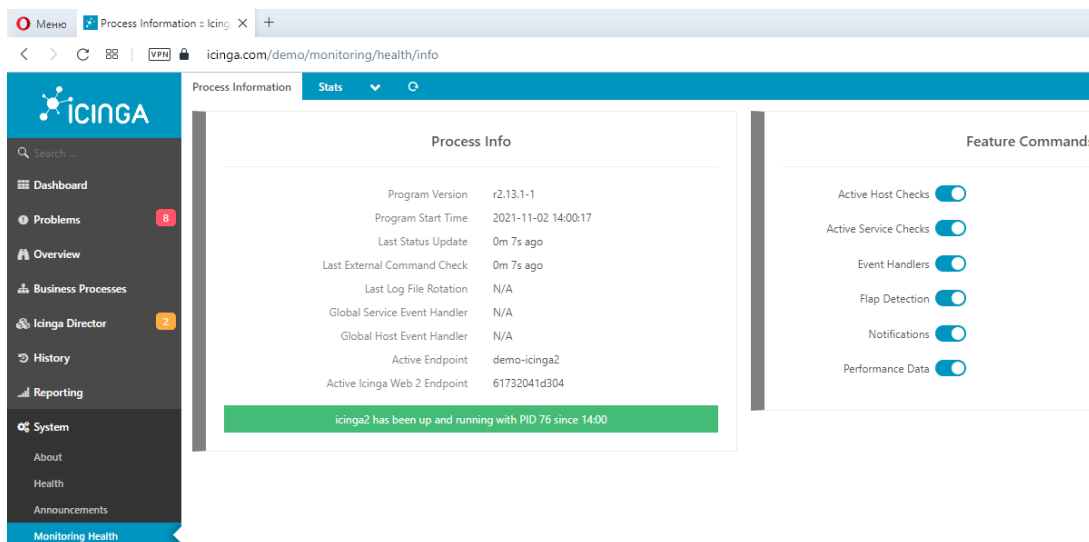 Меню
Process Information :: Icing
VPN
icinga.com/demo/monitoring/health/info
ICINGA
Process Information
Stats
Search ...
Dashboard
Problems 8
Overview
Business Processes
Icinga Director 2
History
Reporting
System
About
Health
Announcements
Monitoring Health
Process Info
Program Version r2.13.1-1
Program Start Time 2021-11-02 14:00:17
Last Status Update 0m 7s ago
Last External Command Check 0m 7s ago
Last Log File Rotation N/A
Global Service Event Handler N/A
Global Host Event Handler N/A
Active Endpoint demo-icinga2
Active Icinga Web 2 Endpoint 61732041d304
icinga2 has been up and running with PID 76 since 14:00
Feature Commands
Active Host Checks
Active Service Checks
Event Handlers
Flap Detection
Notifications
Performance Data